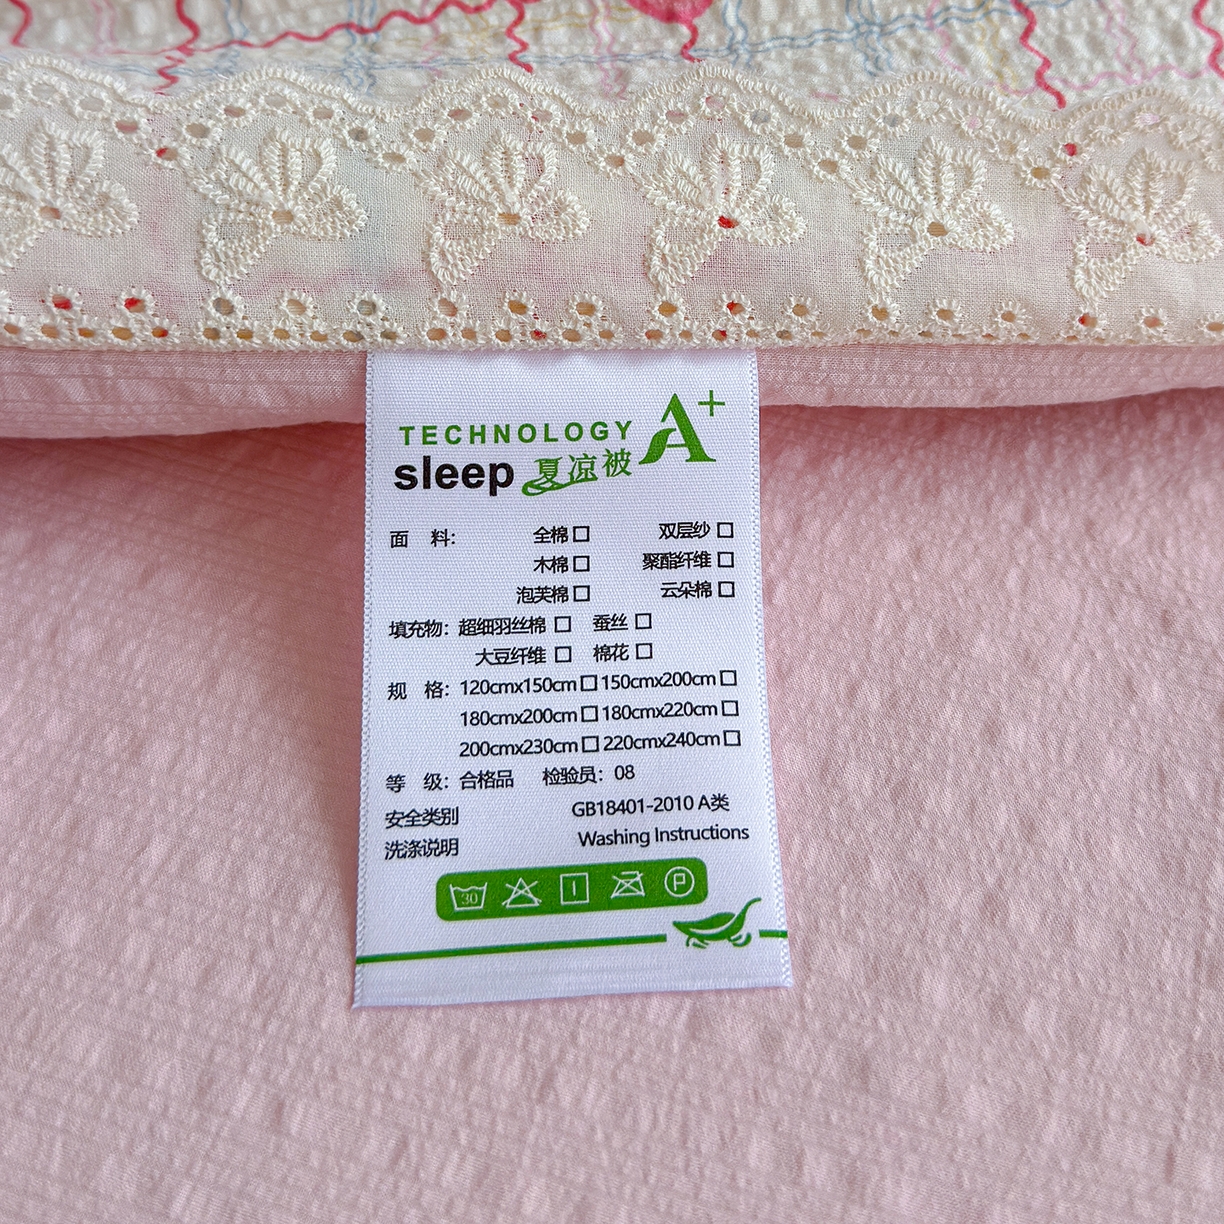 TECHNOLOGY A+
sleep 夏凉被
面 料: 全棉□ 双层纱□
木棉□ 聚酯纤维□
泡芙棉□ 云朵棉□
填充物: 超细羽丝棉□ 蚕丝□
大豆纤维□ 棉花□
规 格: 120cmx150cm□ 150cmx200cm□
180cmx200cm□ 180cmx220cm□
200cmx230cm□ 220cmx240cm□
等 级: 合格品 检验员: 08
安全类别 GB18401-2010 A类
洗涤说明 Washing Instructions
30 P